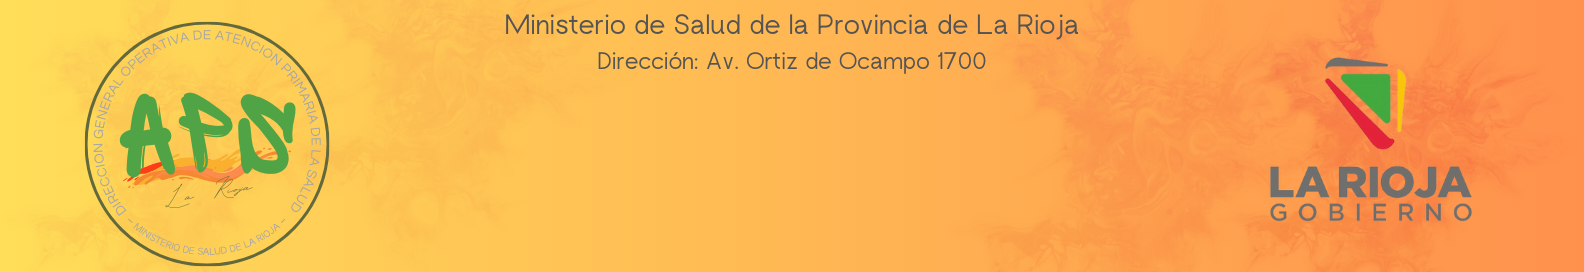 Ministerio de Salud de la Provincia de La Rioja
Dirección: Av. Ortiz de Ocampo 1700
DIRECCION GENERAL OPERATIVA DE ATENCION PRIMARIA DE LA SALUD
APS
La Rioja
- MINISTERIO DE SALUD DE LA RIOJA -
LA RIOJA
GOBIERNO